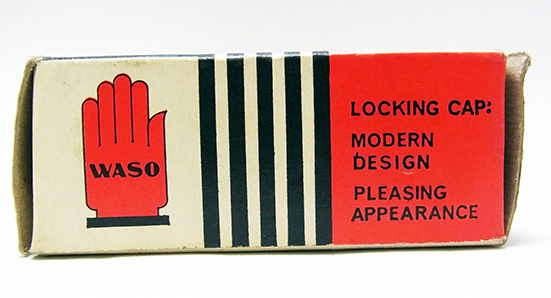 WASO
LOCKING CAP:
MODERN
DESIGN
PLEASING
APPEARANCE